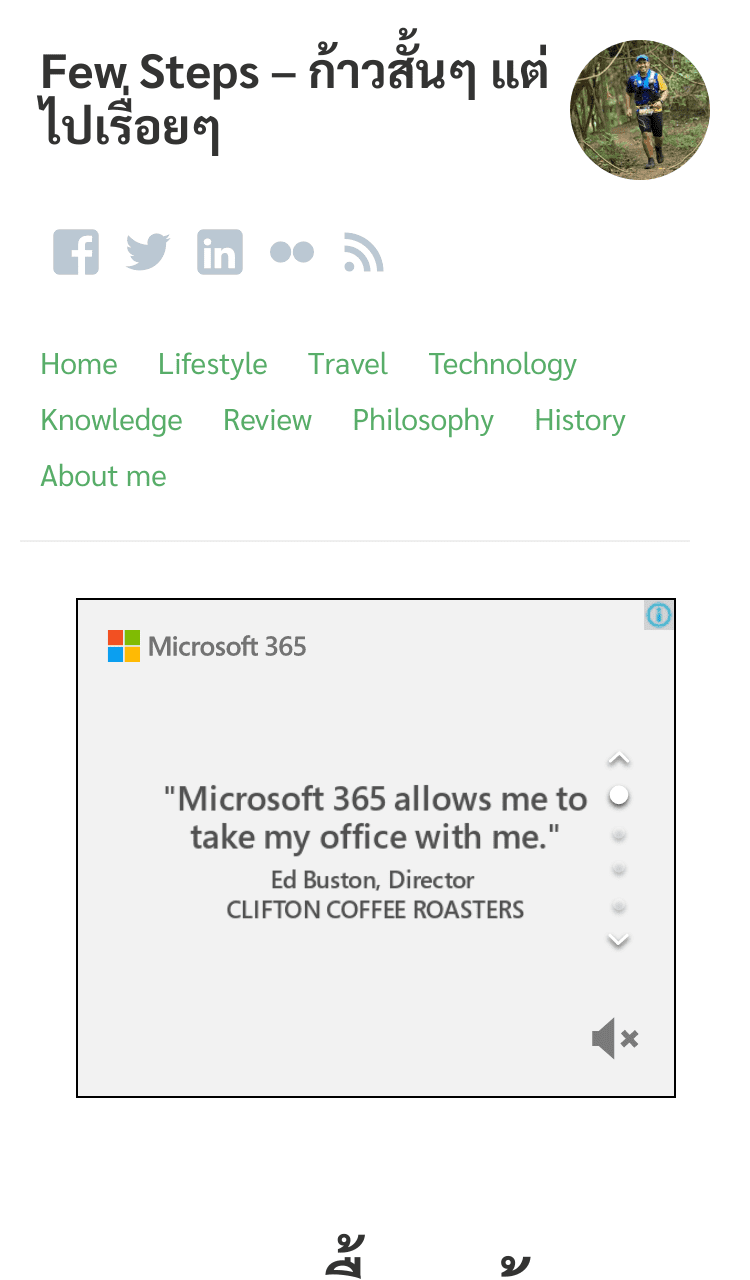 Few Steps – ก้าวสั้นๆ แต่
ไปเรื่อยๆ
Home Lifestyle Travel Technology
Knowledge Review Philosophy History
About me
Microsoft 365
"Microsoft 365 allows me to
take my office with me."
Ed Buston, Director
CLIFTON COFFEE ROASTERS